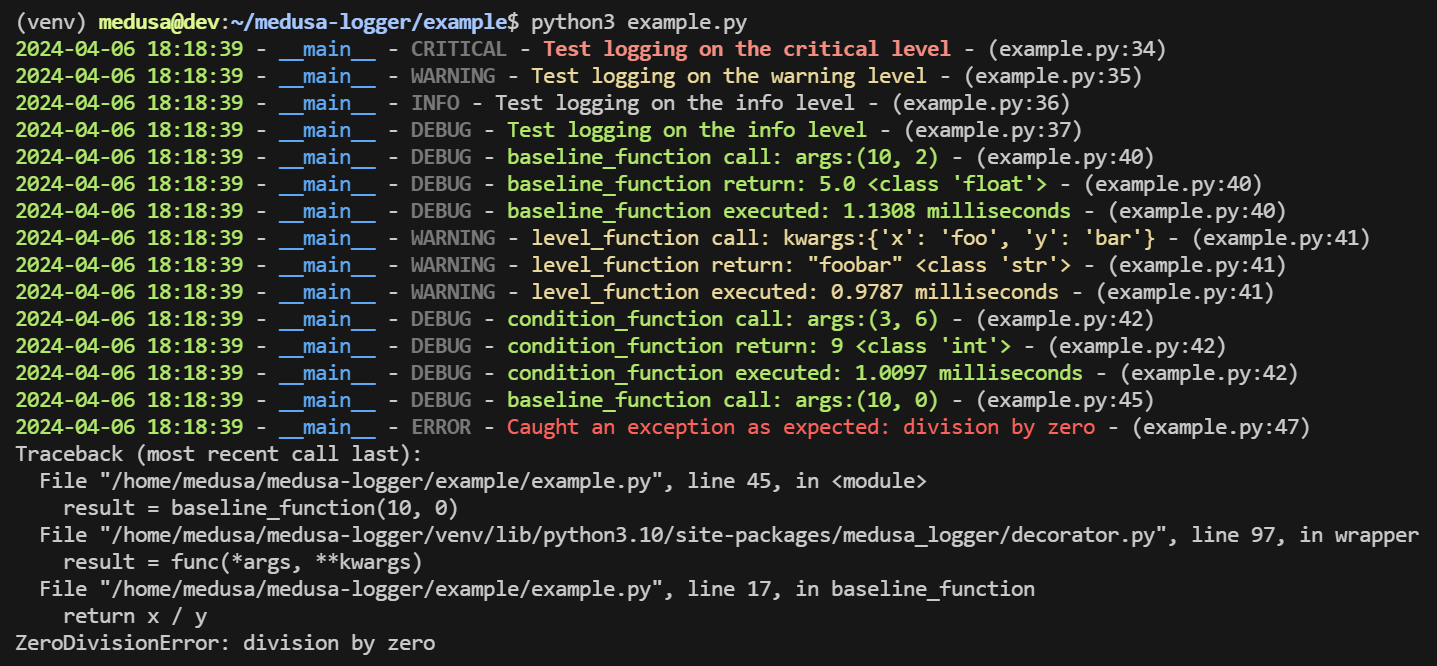 (venv) medusa@dev:~/medusa-logger/example$ python3 example.py
2024-04-06 18:18:39 - __main__ - CRITICAL - Test logging on the critical level - (example.py:34)
2024-04-06 18:18:39 - __main__ - WARNING - Test logging on the warning level - (example.py:35)
2024-04-06 18:18:39 - __main__ - INFO - Test logging on the info level - (example.py:36)
2024-04-06 18:18:39 - __main__ - DEBUG - Test logging on the info level - (example.py:37)
2024-04-06 18:18:39 - __main__ - DEBUG - baseline_function call: args:(10, 2) - (example.py:40)
2024-04-06 18:18:39 - __main__ - DEBUG - baseline_function return: 5.0 <class 'float'> - (example.py:40)
2024-04-06 18:18:39 - __main__ - DEBUG - baseline_function executed: 1.1308 milliseconds - (example.py:40)
2024-04-06 18:18:39 - __main__ - WARNING - level_function call: kwargs:{'x': 'foo', 'y': 'bar'} - (example.py:41)
2024-04-06 18:18:39 - __main__ - WARNING - level_function return: "foobar" <class 'str'> - (example.py:41)
2024-04-06 18:18:39 - __main__ - WARNING - level_function executed: 0.9787 milliseconds - (example.py:41)
2024-04-06 18:18:39 - __main__ - DEBUG - condition_function call: args:(3, 6) - (example.py:42)
2024-04-06 18:18:39 - __main__ - DEBUG - condition_function return: 9 <class 'int'> - (example.py:42)
2024-04-06 18:18:39 - __main__ - DEBUG - condition_function executed: 1.0097 milliseconds - (example.py:42)
2024-04-06 18:18:39 - __main__ - DEBUG - baseline_function call: args:(10, 0) - (example.py:45)
2024-04-06 18:18:39 - __main__ - ERROR - Caught an exception as expected: division by zero - (example.py:47)
Traceback (most recent call last):
  File "/home/medusa/medusa-logger/example/example.py", line 45, in <module>
    result = baseline_function(10, 0)
  File "/home/medusa/medusa-logger/venv/lib/python3.10/site-packages/medusa_logger/decorator.py", line 97, in wrapper
    result = func(*args, **kwargs)
  File "/home/medusa/medusa-logger/example/example.py", line 17, in baseline_function
    return x / y
ZeroDivisionError: division by zero